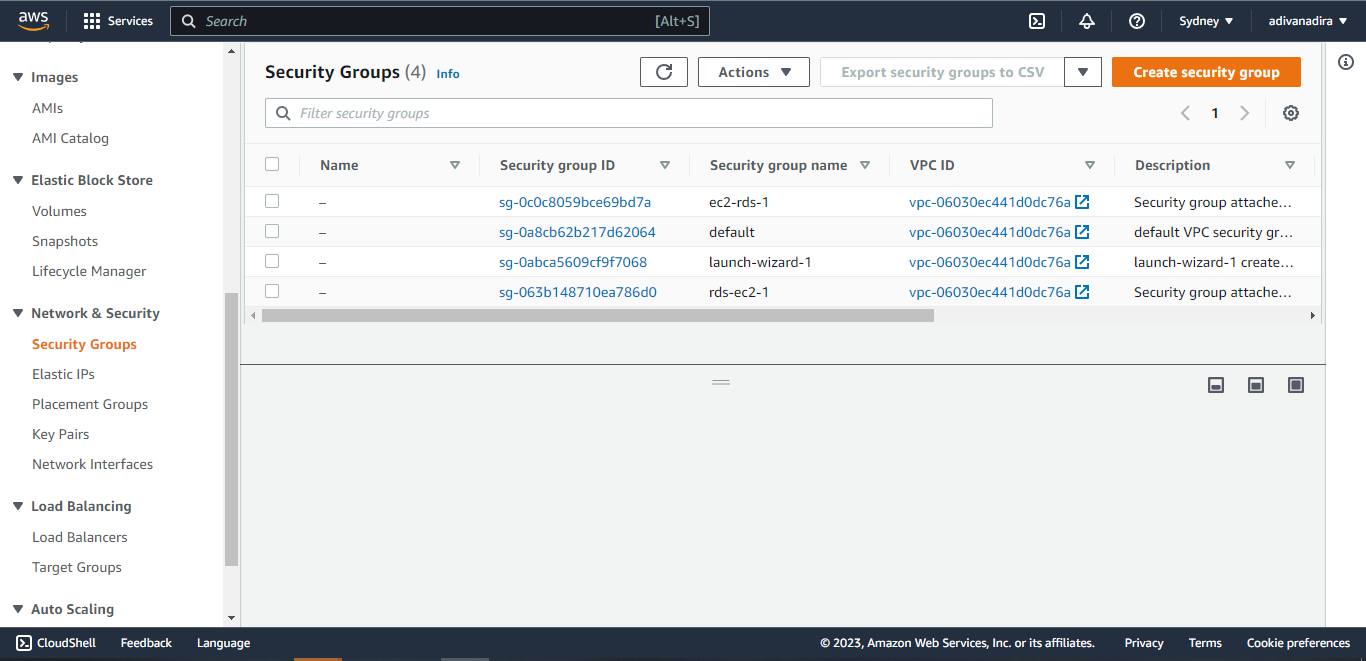 aws Services Search [Alt+S] Sydney adivanadira
Images
AMIs
AMI Catalog
Elastic Block Store
Volumes
Snapshots
Lifecycle Manager
Network & Security
Security Groups
Elastic IPs
Placement Groups
Key Pairs
Network Interfaces
Load Balancing
Load Balancers
Target Groups
Auto Scaling
Security Groups (4) Info Actions Export security groups to CSV Create security group
Filter security groups 1
Name Security group ID Security group name VPC ID Description
– sg-0c0c8059bce69bd7a ec2-rds-1 vpc-06030ec441d0dc76a Security group attache...
– sg-0a8cb62b217d62064 default vpc-06030ec441d0dc76a default VPC security gr...
– sg-0abca5609cf9f7068 launch-wizard-1 vpc-06030ec441d0dc76a launch-wizard-1 create...
– sg-063b148710ea786d0 rds-ec2-1 vpc-06030ec441d0dc76a Security group attache...
CloudShell Feedback Language © 2023, Amazon Web Services, Inc. or its affiliates. Privacy Terms Cookie preferences